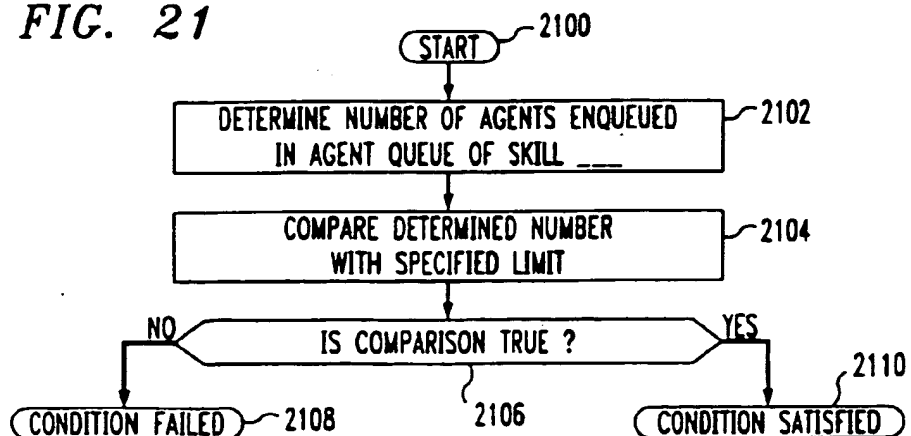 FIG. 21
START
2100
DETERMINE NUMBER OF AGENTS ENQUEUED
IN AGENT QUEUE OF SKILL ___
2102
COMPARE DETERMINED NUMBER
WITH SPECIFIED LIMIT
2104
NO
IS COMPARISON TRUE ?
YES
2106
CONDITION FAILED
2108
CONDITION SATISFIED
2110